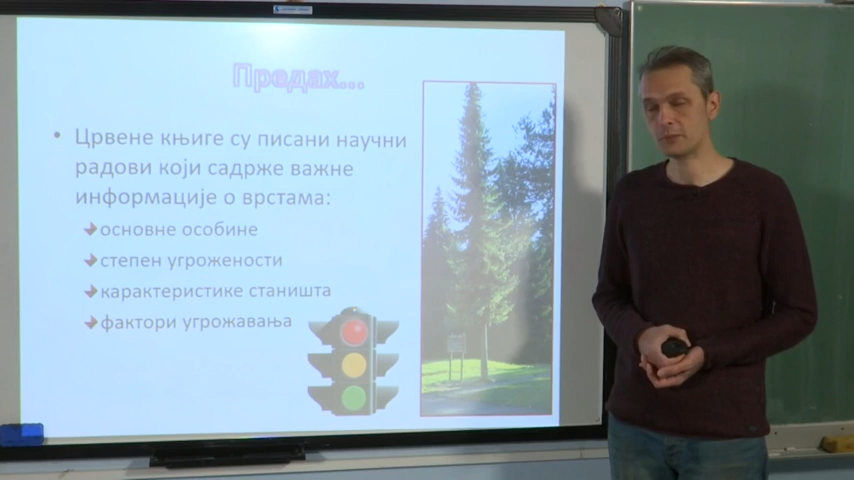 Предах...
• Црвене књиге су писани научни
радови који садрже важне
информације о врстама:
основне особине
степен угрожености
карактеристике станишта
фактори угрожавања